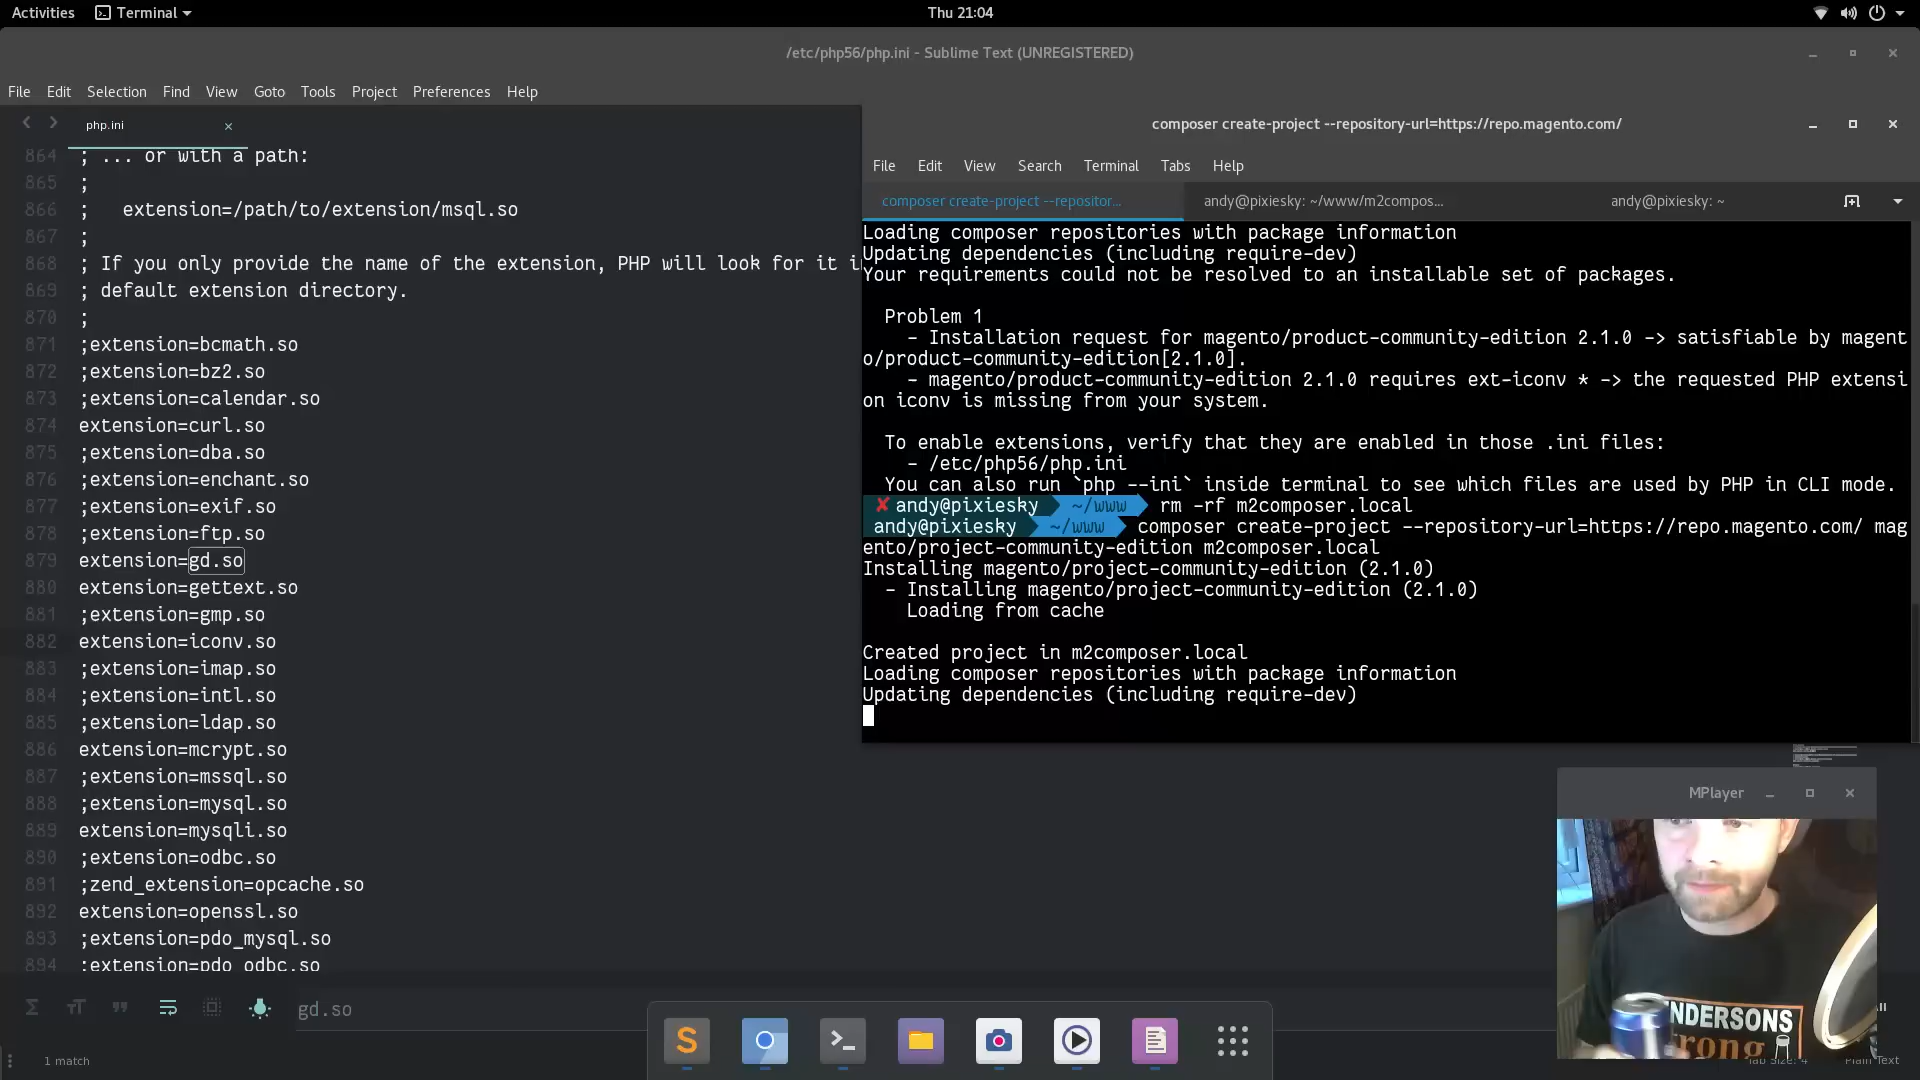 Activities Terminal Thu 21:04
/etc/php56/php.ini - Sublime Text (UNREGISTERED)
File Edit Selection Find View Goto Tools Project Preferences Help
php.ini
864 ; ... or with a path:
865 ;
866 ;   extension=/path/to/extension/msql.so
867 ;
868 ; If you only provide the name of the extension, PHP will look for it i
869 ; default extension directory.
870 ;
871 ;extension=bcmath.so
872 ;extension=bz2.so
873 ;extension=calendar.so
874 extension=curl.so
875 ;extension=dba.so
876 ;extension=enchant.so
877 ;extension=exif.so
878 ;extension=ftp.so
879 extension=gd.so
880 extension=gettext.so
881 ;extension=gmp.so
882 extension=iconv.so
883 ;extension=imap.so
884 ;extension=intl.so
885 ;extension=ldap.so
886 extension=mcrypt.so
887 ;extension=mssql.so
888 ;extension=mysql.so
889 extension=mysqli.so
890 ;extension=odbc.so
891 ;zend_extension=opcache.so
892 extension=openssl.so
893 ;extension=pdo_mysql.so
894 ;extension=pdo_odbc.so
gd.so
1 match
composer create-project --repository-url=https://repo.magento.com/
File Edit View Search Terminal Tabs Help
composer create-project --repositor... andy@pixiesky: ~/www/m2compos... andy@pixiesky: ~
Loading composer repositories with package information
Updating dependencies (including require-dev)
Your requirements could not be resolved to an installable set of packages.
Problem 1
- Installation request for magento/product-community-edition 2.1.0 -> satisfiable by magent
o/product-community-edition[2.1.0].
- magento/product-community-edition 2.1.0 requires ext-iconv * -> the requested PHP extensi
on iconv is missing from your system.
To enable extensions, verify that they are enabled in those .ini files:
- /etc/php56/php.ini
You can also run `php --ini` inside terminal to see which files are used by PHP in CLI mode.
✘ andy@pixiesky ~/www rm -rf m2composer.local
andy@pixiesky ~/www composer create-project --repository-url=https://repo.magento.com/ mag
ento/project-community-edition m2composer.local
Installing magento/project-community-edition (2.1.0)
- Installing magento/project-community-edition (2.1.0)
Loading from cache
Created project in m2composer.local
Loading composer repositories with package information
Updating dependencies (including require-dev)
MPlayer
NDERSONS
rong
Tab Size: 4 Plain Text